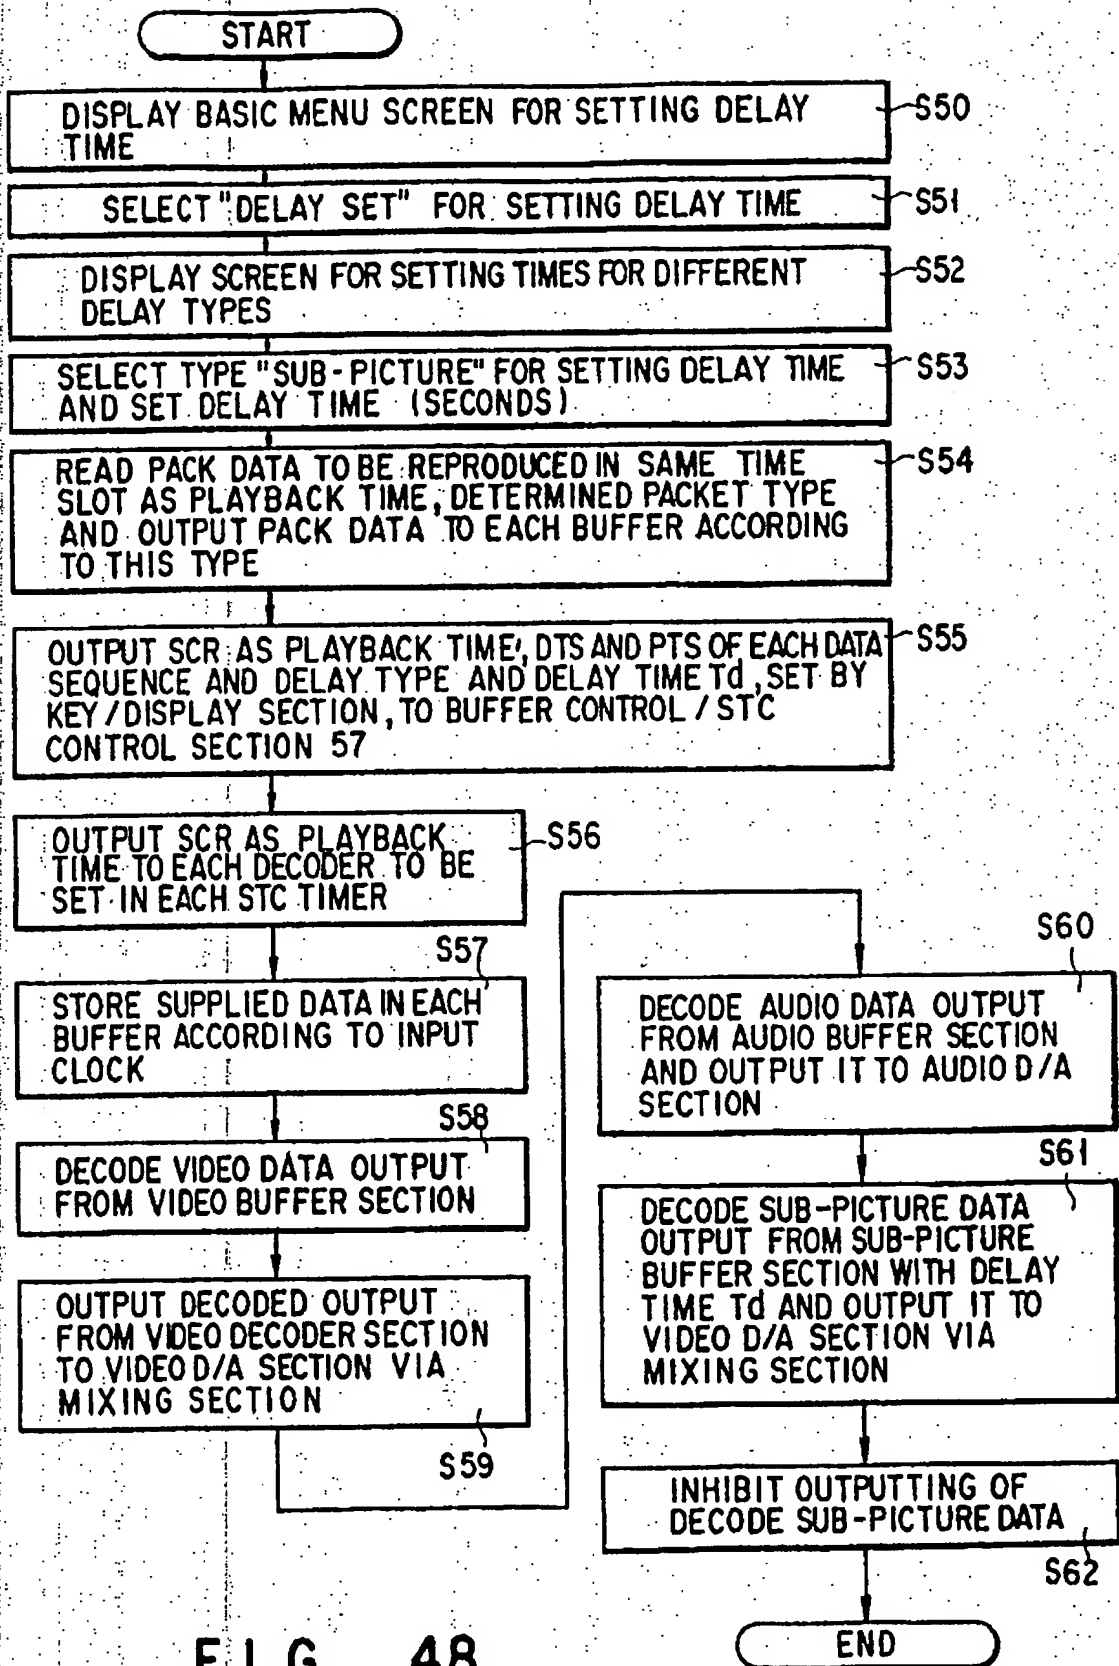 START
DISPLAY BASIC MENU SCREEN FOR SETTING DELAY
TIME
S50
SELECT "DELAY SET" FOR SETTING DELAY TIME
S51
DISPLAY SCREEN FOR SETTING TIMES FOR DIFFERENT
DELAY TYPES
S52
SELECT TYPE "SUB-PICTURE" FOR SETTING DELAY TIME
AND SET DELAY TIME (SECONDS)
S53
READ PACK DATA TO BE REPRODUCED IN SAME TIME
SLOT AS PLAYBACK TIME, DETERMINED PACKET TYPE
AND OUTPUT PACK DATA TO EACH BUFFER ACCORDING
TO THIS TYPE
S54
OUTPUT SCR AS PLAYBACK TIME, DTS AND PTS OF EACH DATA
SEQUENCE AND DELAY TYPE AND DELAY TIME Td, SET BY
KEY/DISPLAY SECTION, TO BUFFER CONTROL/STC
CONTROL SECTION 57
S55
OUTPUT SCR AS PLAYBACK
TIME TO EACH DECODER TO BE
SET IN EACH STC TIMER
S56
S57
STORE SUPPLIED DATA IN EACH
BUFFER ACCORDING TO INPUT
CLOCK
S58
DECODE VIDEO DATA OUTPUT
FROM VIDEO BUFFER SECTION
OUTPUT DECODED OUTPUT
FROM VIDEO DECODER SECTION
TO VIDEO D/A SECTION VIA
MIXING SECTION
S59
S60
DECODE AUDIO DATA OUTPUT
FROM AUDIO BUFFER SECTION
AND OUTPUT IT TO AUDIO D/A
SECTION
S61
DECODE SUB-PICTURE DATA
OUTPUT FROM SUB-PICTURE
BUFFER SECTION WITH DELAY
TIME Td AND OUTPUT IT TO
VIDEO D/A SECTION VIA
MIXING SECTION
INHIBIT OUTPUTTING OF
DECODE SUB-PICTURE DATA
S62
END
FIG. 48